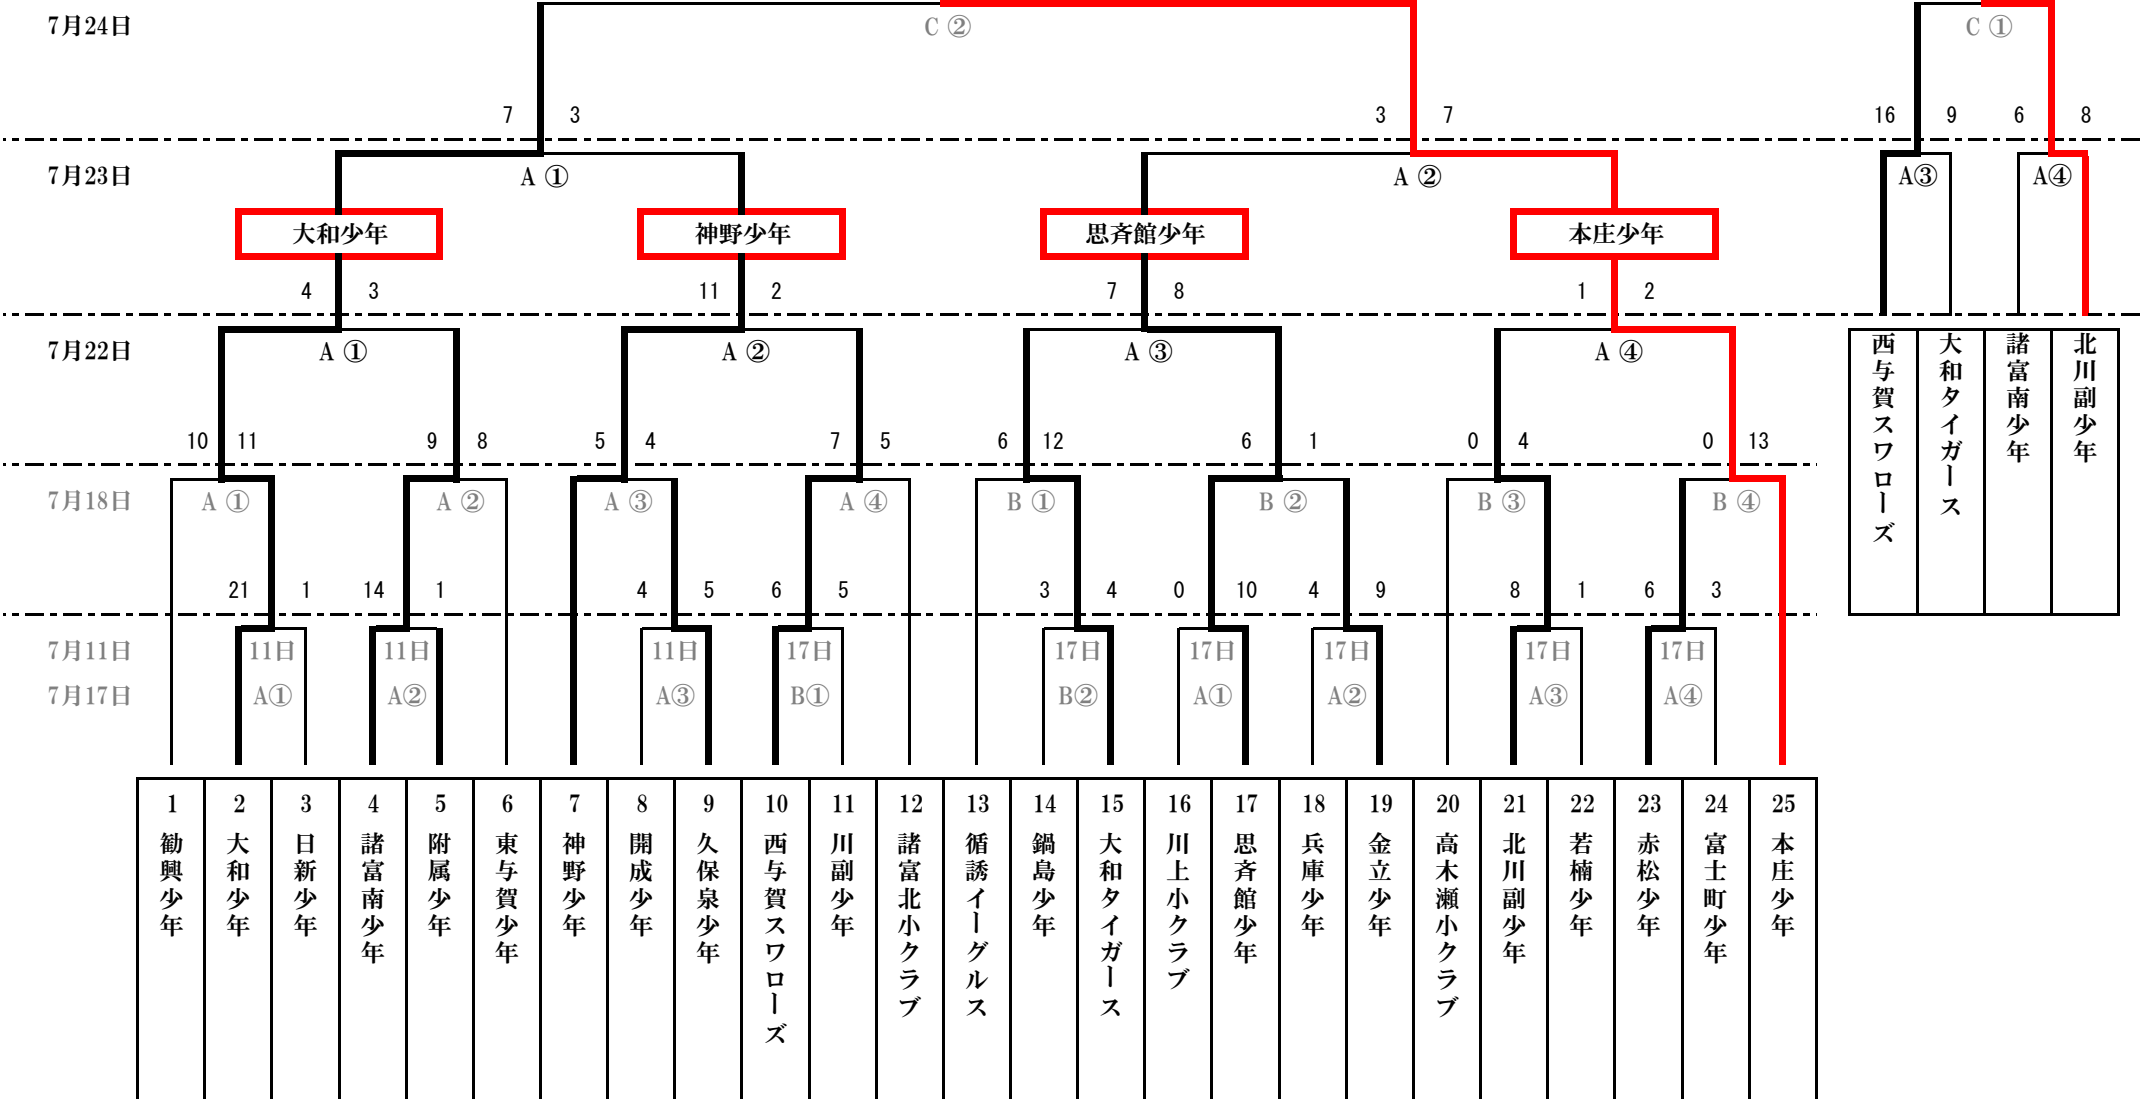 7月24日
C ②
C ①
7 3
3 7
16 9 6 8
7月23日
A ①
A ②
A③
A④
大和少年
神野少年
思斉館少年
本庄少年
4 3
11 2
7 8
1 2
7月22日
A ①
A ②
A ③
A ④
西与賀スワローズ
大和タイガース
諸富南少年
北川副少年
10 11
9 8
5 4
7 5
6 12
6 1
0 4
0 13
7月18日
A ①
A ②
A ③
A ④
B ①
B ②
B ③
B ④
21 1
14 1
4 5
6 5
3 4
0 10
4 9
8 1
6 3
7月11日
11日
11日
11日
17日
17日
17日
17日
17日
17日
7月17日
A①
A②
A③
B①
B②
A①
A②
A③
A④
1 勧興少年
2 大和少年
3 日新少年
4 諸富南少年
5 附属少年
6 東与賀少年
7 神野少年
8 開成少年
9 久保泉少年
10 西与賀スワローズ
11 川副少年
12 諸富北小クラブ
13 循誘イーグルス
14 鍋島少年
15 大和タイガース
16 川上小クラブ
17 思斉館少年
18 兵庫少年
19 金立少年
20 高木瀬小クラブ
21 北川副少年
22 若楠少年
23 赤松少年
24 富士町少年
25 本庄少年